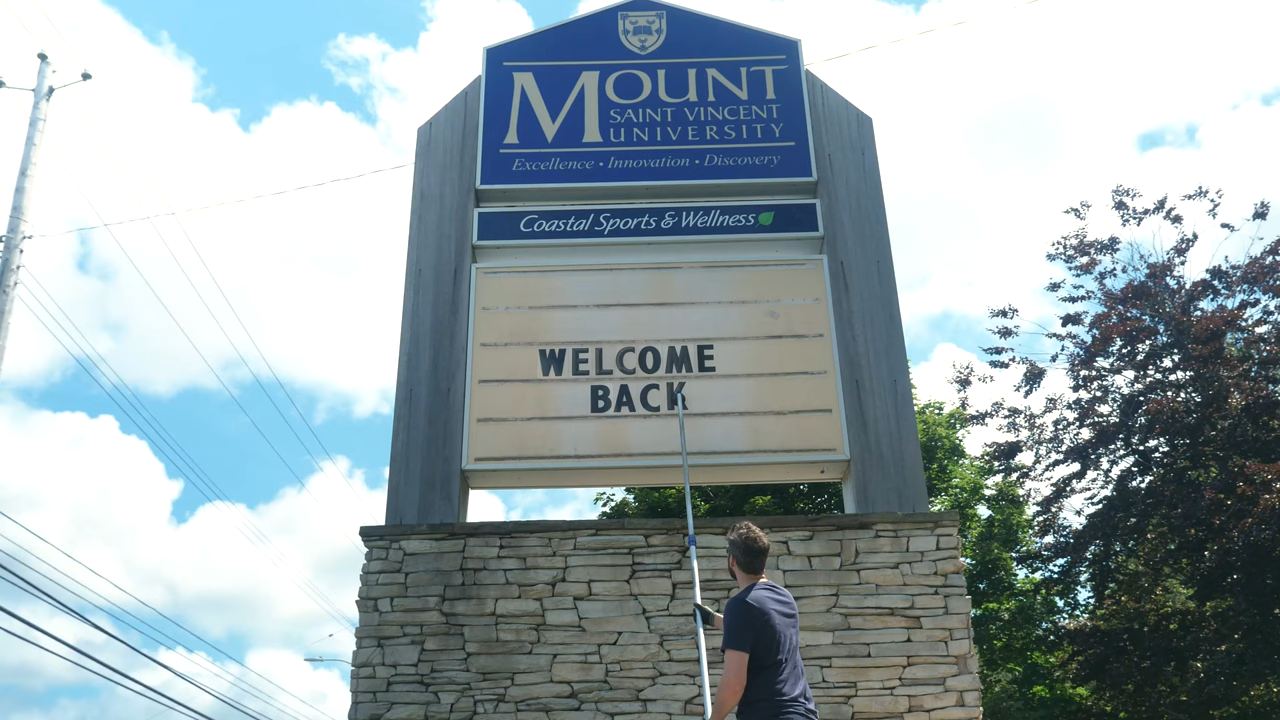 MOUNT
SAINT VINCENT
UNIVERSITY
Excellence • Innovation • Discovery
Coastal Sports & Wellness
WELCOME
BACK